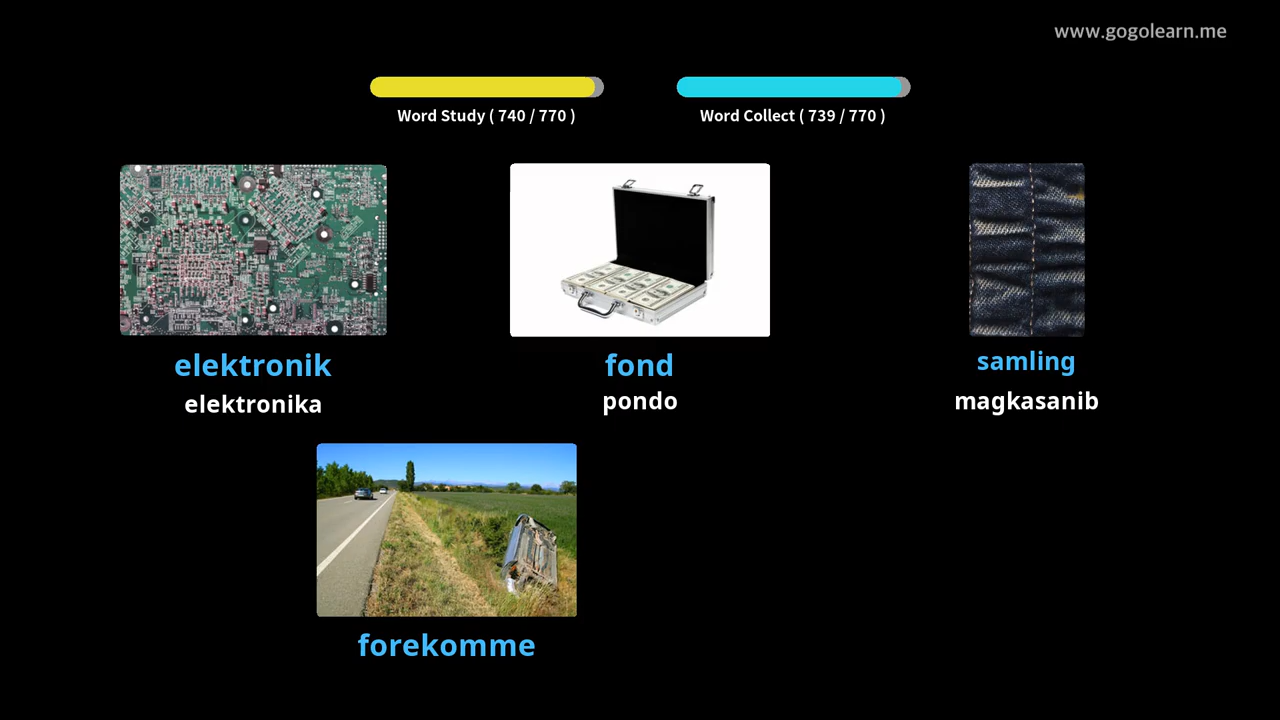 www.gogolearn.me
Word Study ( 740 / 770 )
Word Collect ( 739 / 770 )
elektronik
elektronika
fond
pondo
samling
magkasanib
forekomme